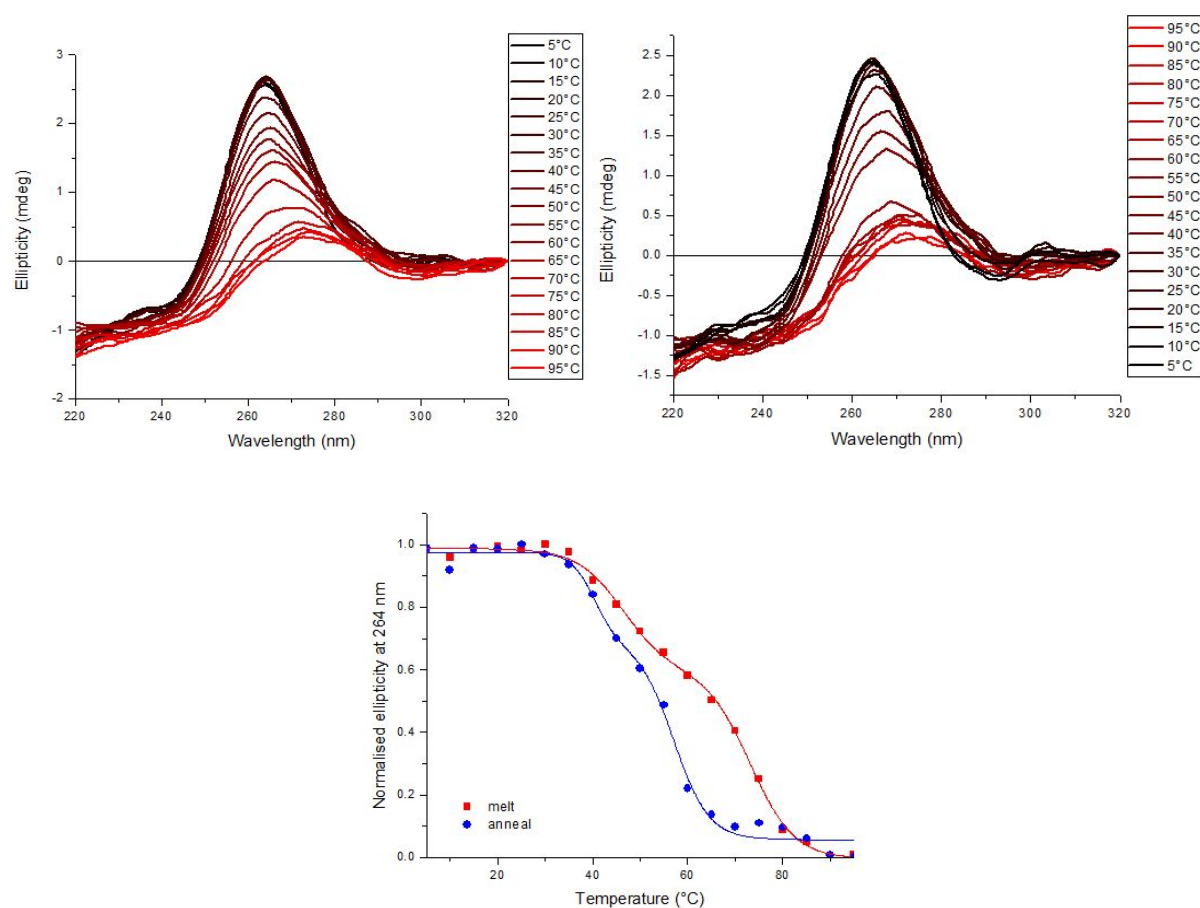 3
2
1
0
-1
-2
Ellipticity (mdeg)
220 240 260 280 300 320
Wavelength (nm)
5°C
10°C
15°C
20°C
25°C
30°C
35°C
40°C
45°C
50°C
55°C
60°C
65°C
70°C
75°C
80°C
85°C
90°C
95°C
2.5
2.0
1.5
1.0
0.5
0.0
-0.5
-1.0
-1.5
Ellipticity (mdeg)
220 240 260 280 300 320
Wavelength (nm)
95°C
90°C
85°C
80°C
75°C
70°C
65°C
60°C
55°C
50°C
45°C
40°C
35°C
30°C
25°C
20°C
15°C
10°C
5°C
1.0
0.8
0.6
0.4
0.2
0.0
Normalised ellipticity at 264 nm
melt
anneal
20 40 60 80
Temperature (°C)